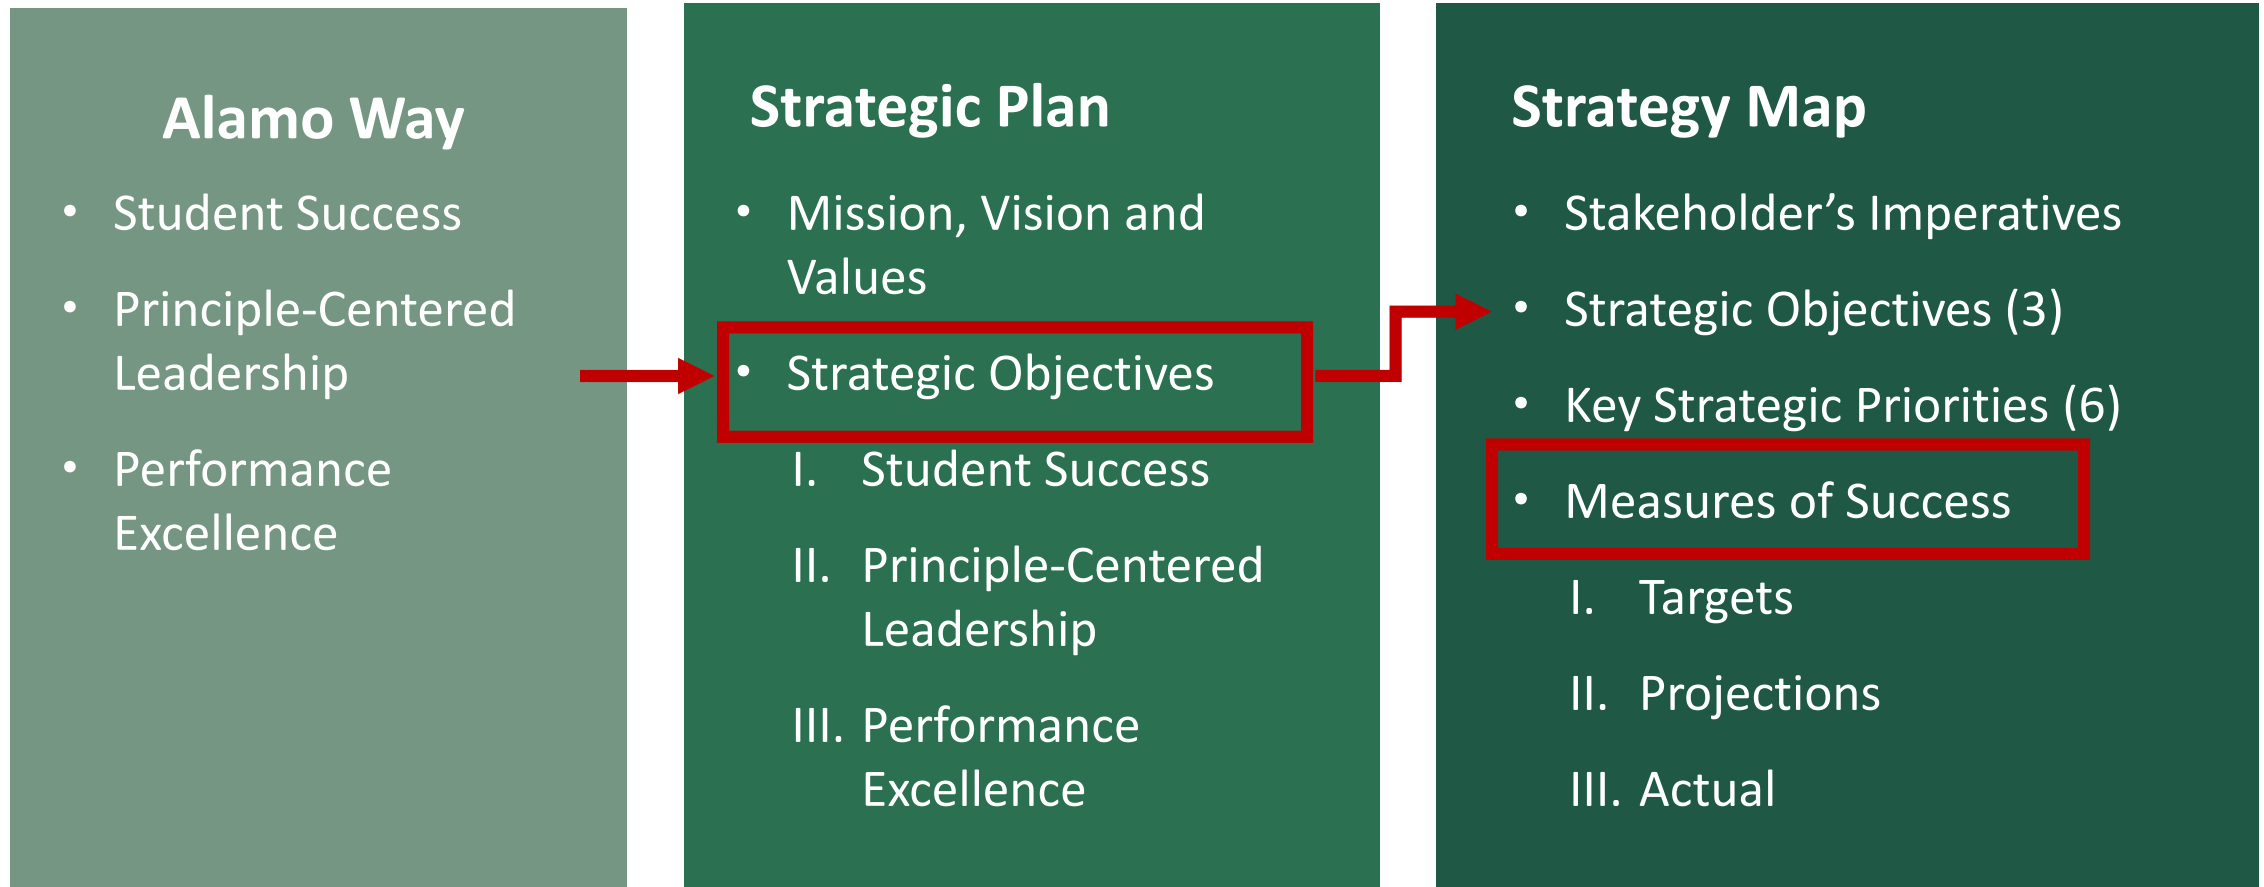 Alamo Way
• Student Success
• Principle-Centered
Leadership
• Performance
Excellence
Strategic Plan
• Mission, Vision and
Values
• Strategic Objectives
I. Student Success
II. Principle-Centered
Leadership
III. Performance
Excellence
Strategy Map
• Stakeholder’s Imperatives
• Strategic Objectives (3)
• Key Strategic Priorities (6)
• Measures of Success
I. Targets
II. Projections
III. Actual